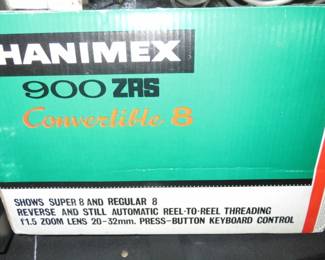 HANIMEX
900 ZRS
Convertible 8
SHOWS SUPER 8 AND REGULAR 8
REVERSE AND STILL AUTOMATIC REEL-TO-REEL THREADING
f1.5 ZOOM LENS 20-32mm. PRESS-BUTTON KEYBOARD CONTROL